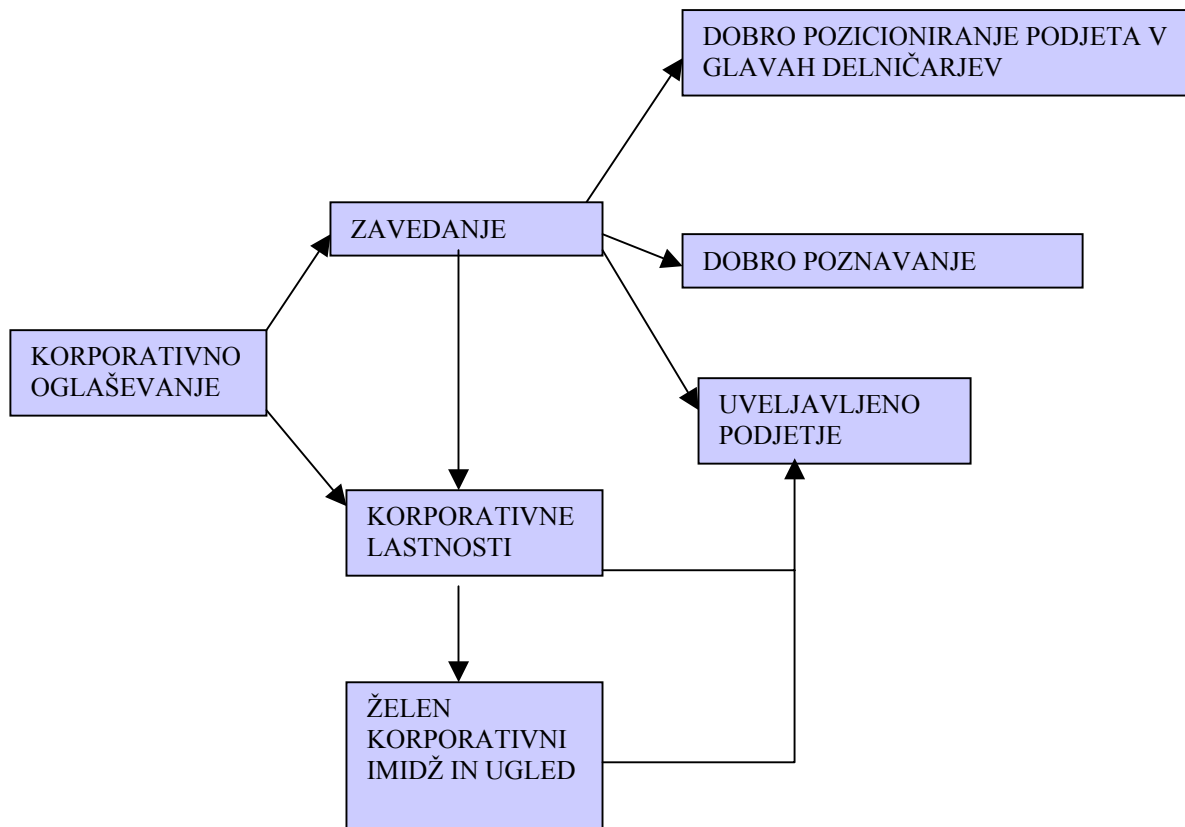 DOBRO POZICIONIRANJE PODJETA V
GLAVAH DELNIČARJEV
ZAVEDANJE
DOBRO POZNAVANJE
KORPORATIVNO
OGLAŠEVANJE
UVELJAVLJENO
PODJETJE
KORPORATIVNE
LASTNOSTI
ŽELEN
KORPORATIVNI
IMIDŽ IN UGLED